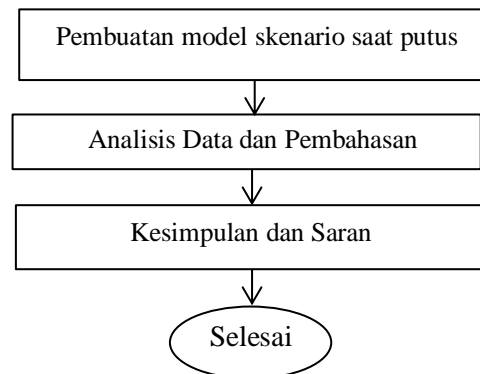 Pembuatan model skenario saat putus
Analisis Data dan Pembahasan
Kesimpulan dan Saran
Selesai